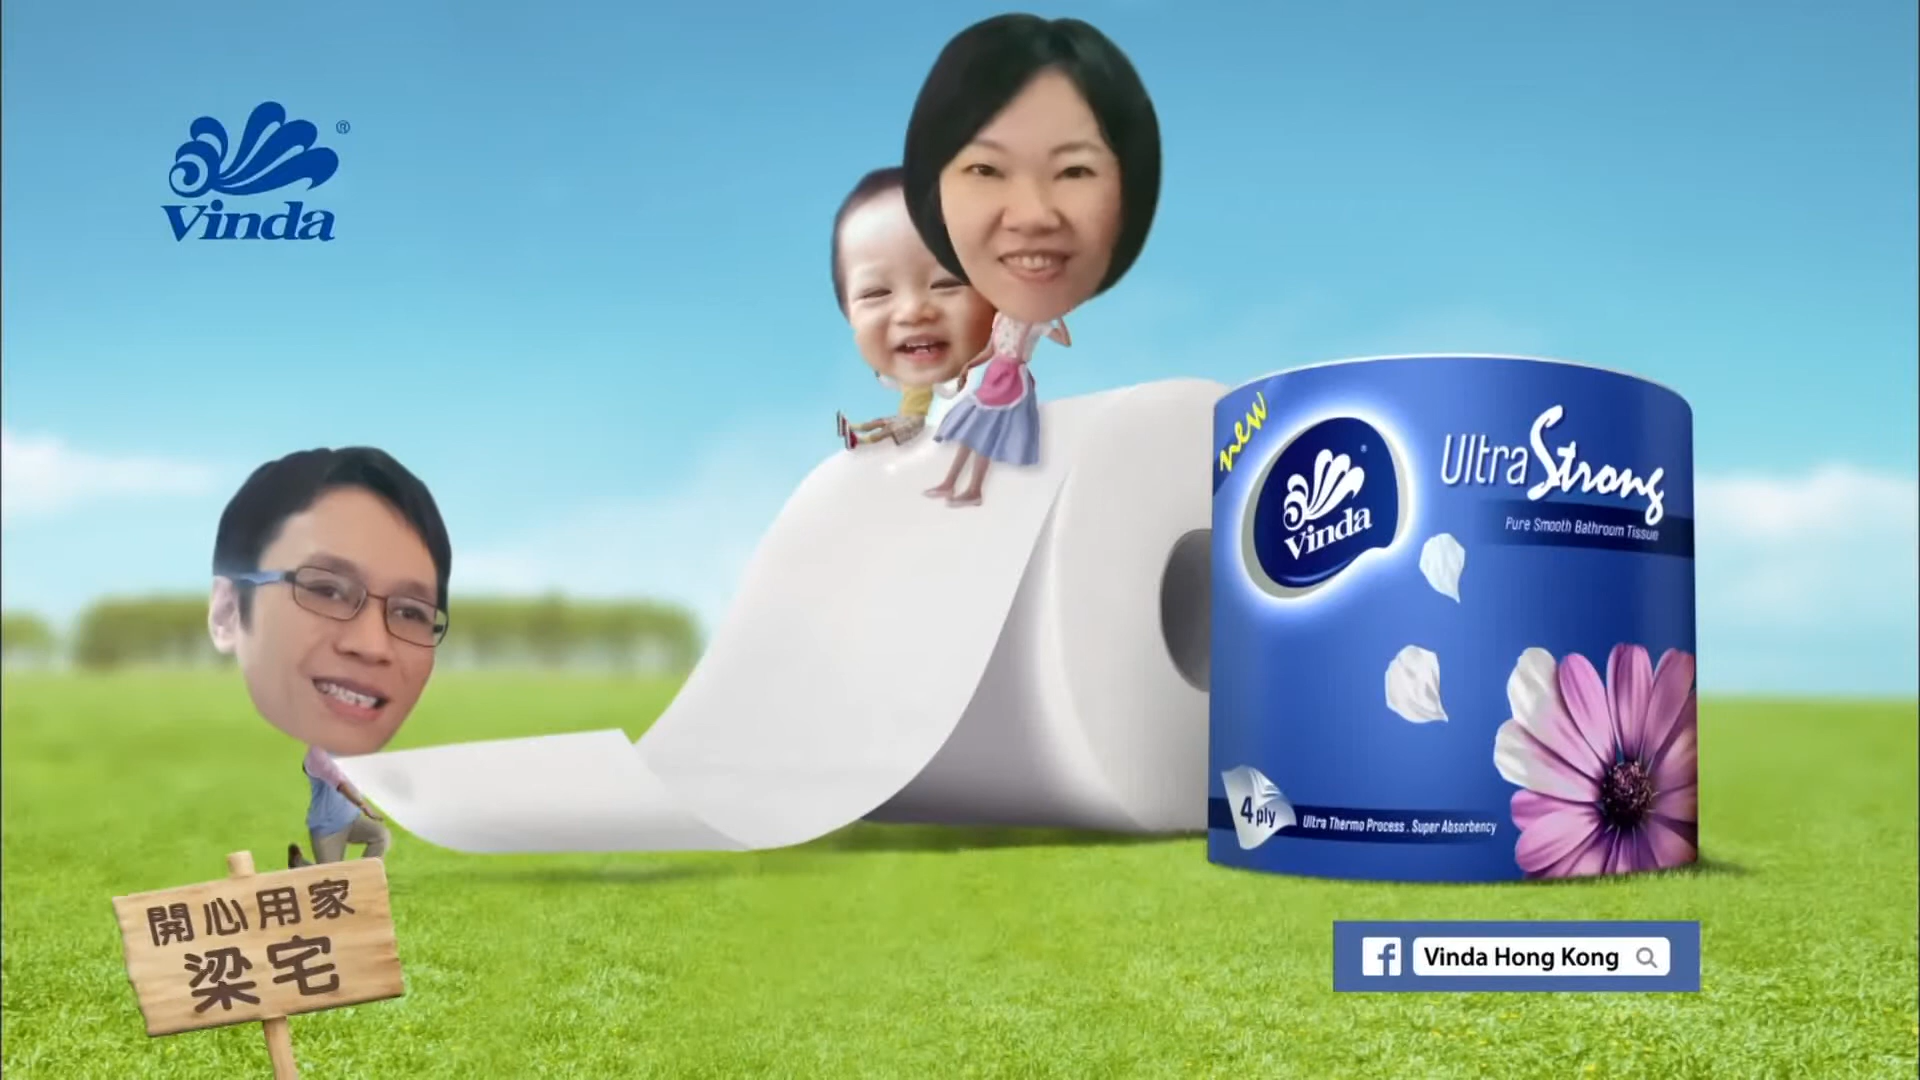 Vinda
new
Vinda
Ultra Strong
Pure Smooth Bathroom Tissue
4 ply
Ultra Thermo Process . Super Absorbency
開心用家
梁宅
f
Vinda Hong Kong